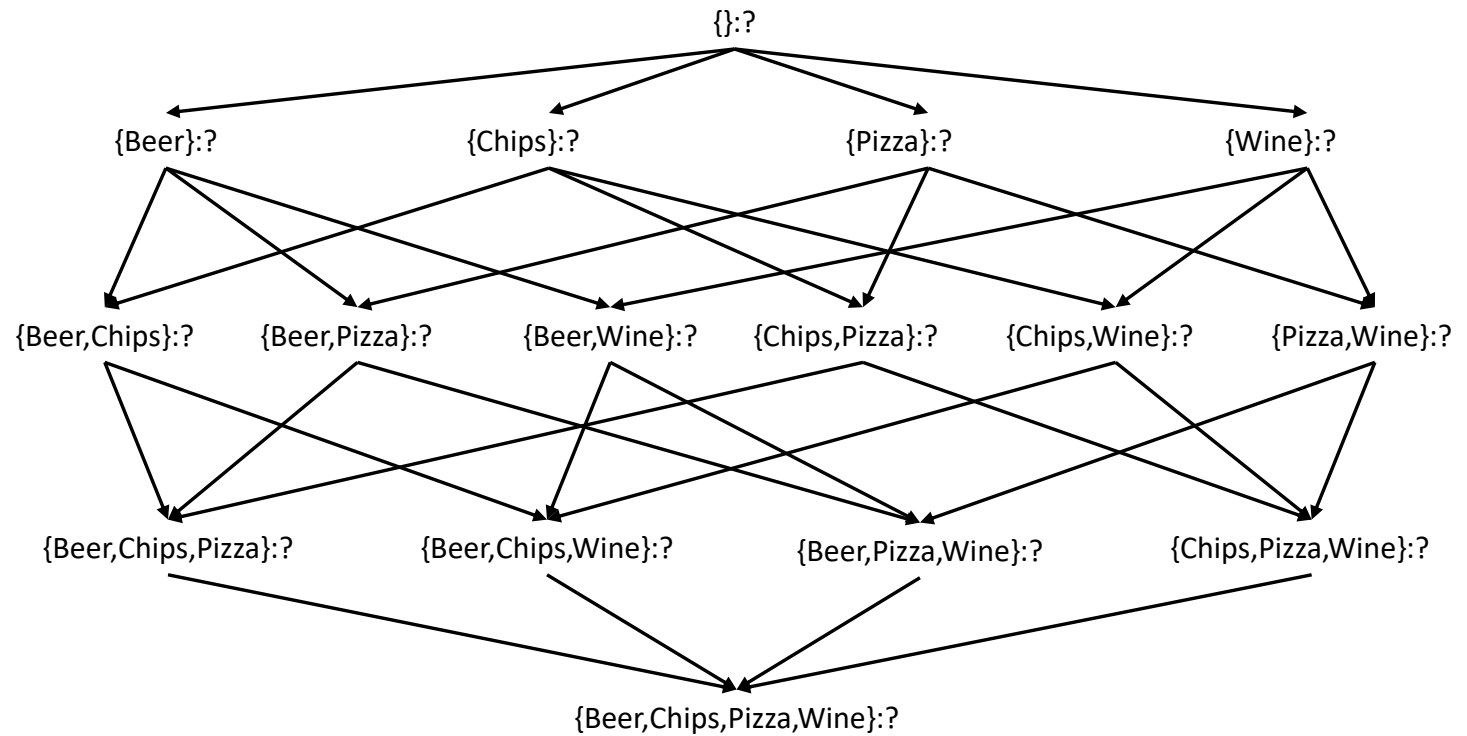 {}:?
{Beer}:? {Chips}:? {Pizza}:? {Wine}:?
{Beer,Chips}:? {Beer,Pizza}:? {Beer,Wine}:? {Chips,Pizza}:? {Chips,Wine}:? {Pizza,Wine}:?
{Beer,Chips,Pizza}:? {Beer,Chips,Wine}:? {Beer,Pizza,Wine}:? {Chips,Pizza,Wine}:?
{Beer,Chips,Pizza,Wine}:?